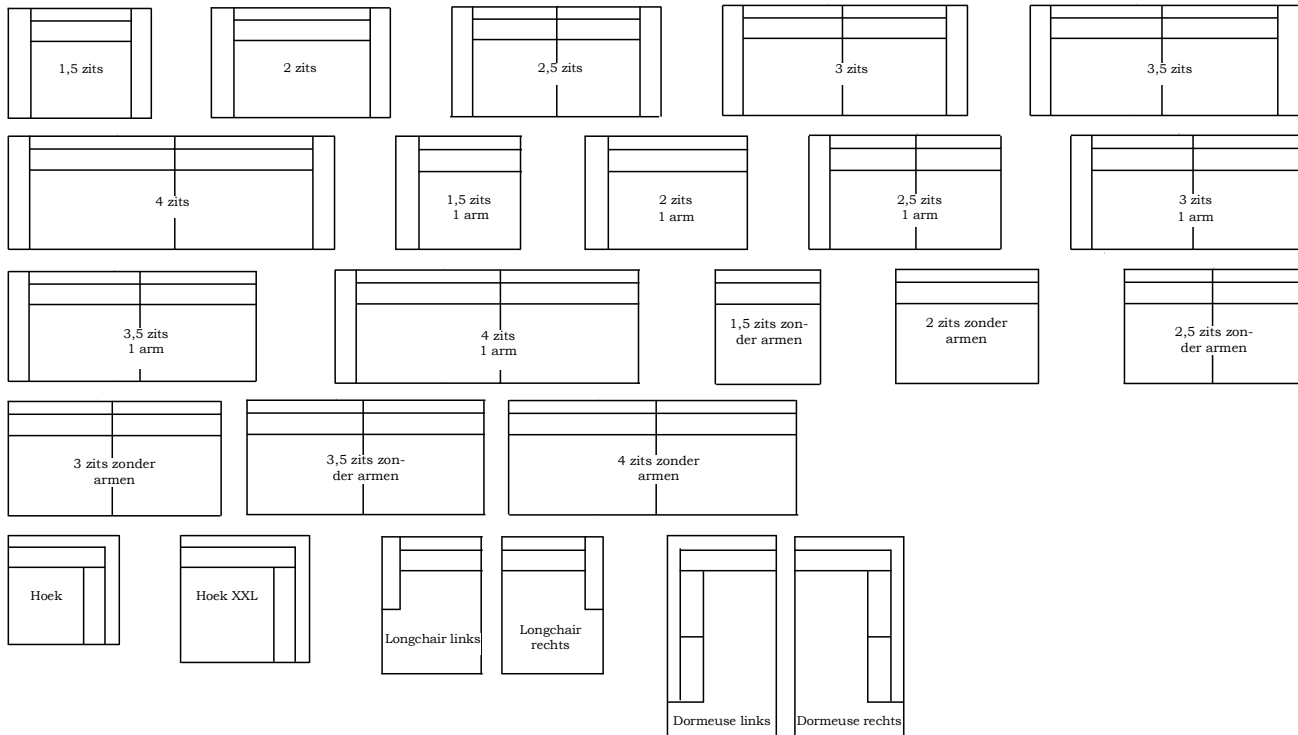 1,5 zits
2 zits
2,5 zits
3 zits
3,5 zits
4 zits
1,5 zits
1 arm
2 zits
1 arm
2,5 zits
1 arm
3 zits
1 arm
3,5 zits
1 arm
4 zits
1 arm
1,5 zits zon-
der armen
2 zits zonder
armen
2,5 zits zon-
der armen
3 zits zonder
armen
3,5 zits zon-
der armen
4 zits zonder
armen
Hoek
Hoek XXL
Longchair links
Longchair
rechts
Dormeuse links
Dormeuse rechts